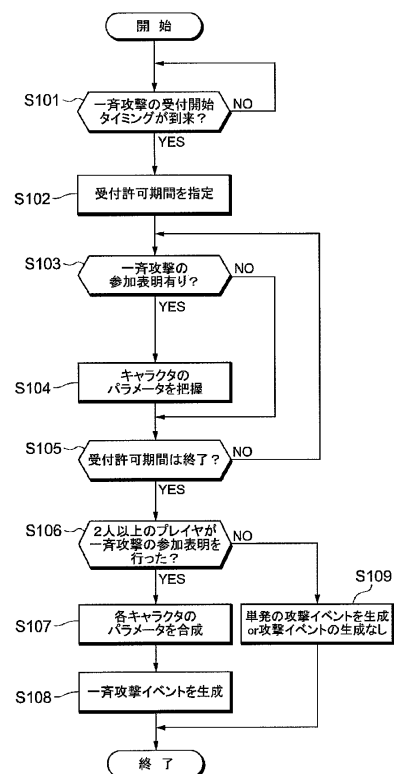 開 始
S101
一斉攻撃の受付開始
タイミングが到来？
NO
YES
S102
受付許可期間を指定
S103
一斉攻撃の
参加表明有り？
NO
YES
S104
キャラクタの
パラメータを把握
S105
受付許可期間は終了？
NO
YES
S106
2人以上のプレイヤが
一斉攻撃の参加表明を
行った？
NO
YES
S109
単発の攻撃イベントを生成
or攻撃イベントの生成なし
S107
各キャラクタの
パラメータを合成
S108
一斉攻撃イベントを生成
終 了